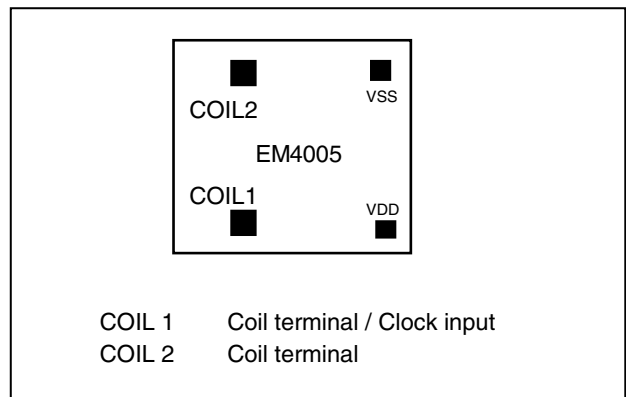 VSS
COIL2
EM4005
COIL1
VDD
COIL 1 Coil terminal / Clock input
COIL 2 Coil terminal